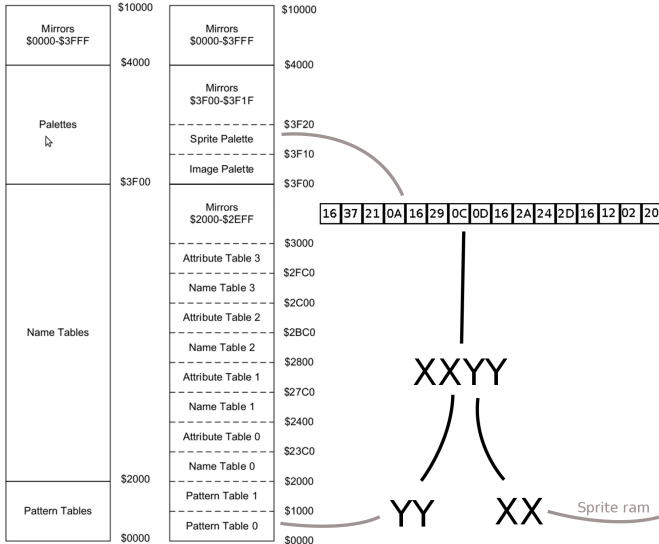 $10000
Mirrors
$0000-$3FFF
$4000
Palettes
$3F00
Name Tables
$2000
Pattern Tables
$0000
$10000
Mirrors
$0000-$3FFF
$4000
Mirrors
$3F00-$3F1F
$3F20
Sprite Palette
$3F10
Image Palette
$3F00
Mirrors
$2000-$2EFF
$3000
Attribute Table 3
$2FC0
Name Table 3
$2C00
Attribute Table 2
$2BC0
Name Table 2
$2800
Attribute Table 1
$27C0
Name Table 1
$2400
Attribute Table 0
$23C0
Name Table 0
$2000
Pattern Table 1
$1000
Pattern Table 0
$0000
16 37 21 0A 16 29 0C 0D 16 2A 24 2D 16 12 02 20
XXYY
YY XX
Sprite ram